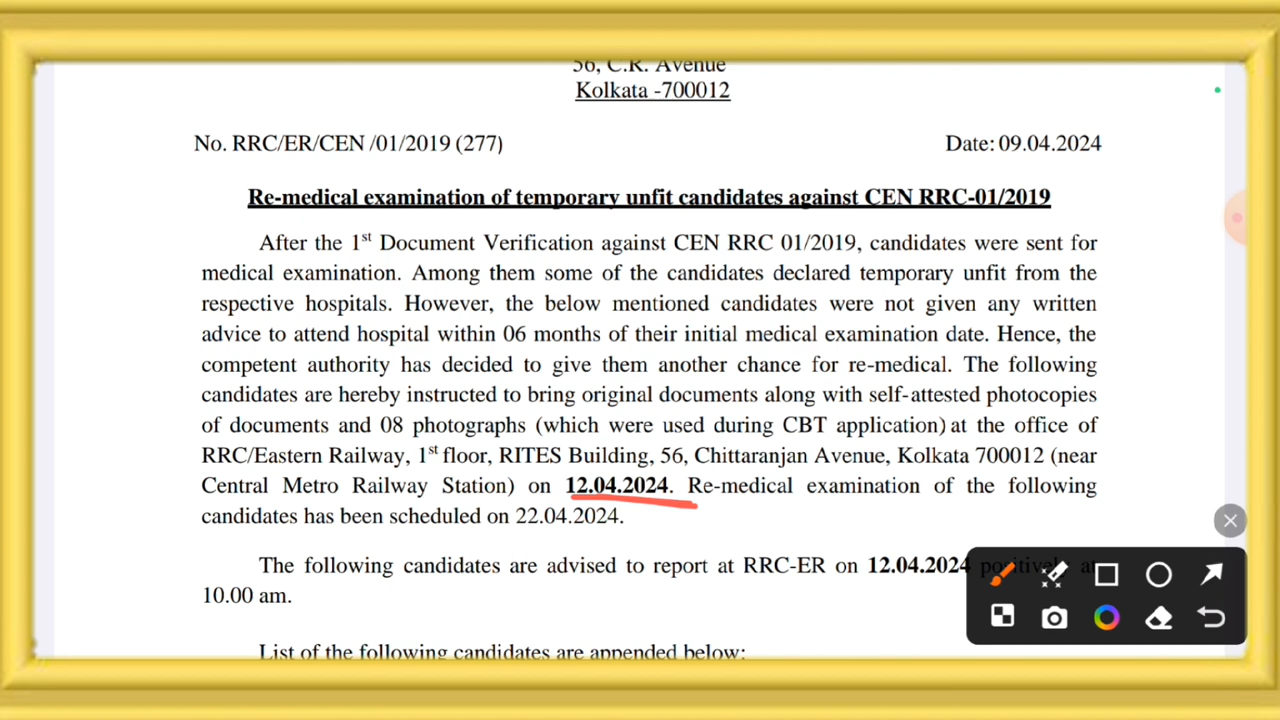 56, C.R. Avenue
Kolkata -700012
No. RRC/ER/CEN /01/2019 (277) Date: 09.04.2024
Re-medical examination of temporary unfit candidates against CEN RRC-01/2019
After the 1st Document Verification against CEN RRC 01/2019, candidates were sent for
medical examination. Among them some of the candidates declared temporary unfit from the
respective hospitals. However, the below mentioned candidates were not given any written
advice to attend hospital within 06 months of their initial medical examination date. Hence, the
competent authority has decided to give them another chance for re-medical. The following
candidates are hereby instructed to bring original documents along with self-attested photocopies
of documents and 08 photographs (which were used during CBT application) at the office of
RRC/Eastern Railway, 1st floor, RITES Building, 56, Chittaranjan Avenue, Kolkata 700012 (near
Central Metro Railway Station) on 12.04.2024. Re-medical examination of the following
candidates has been scheduled on 22.04.2024.
The following candidates are advised to report at RRC-ER on 12.04.2024 positively at
10.00 am.
List of the following candidates are appended below: